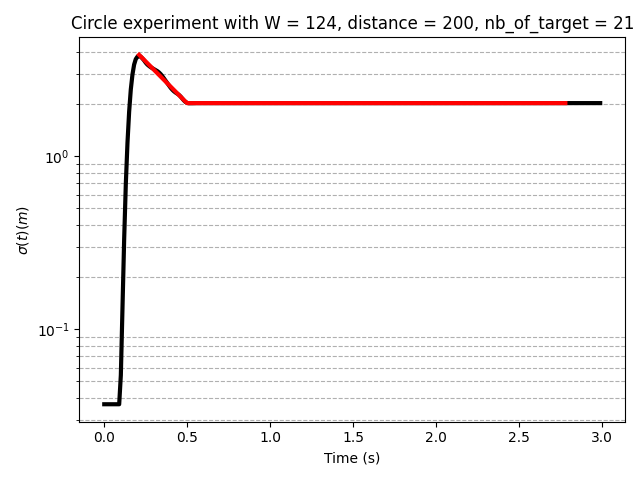 Circle experiment with W = 124, distance = 200, nb_of_target = 21
10⁰
10⁻¹
σ(t)(m)
0.0 0.5 1.0 1.5 2.0 2.5 3.0
Time (s)